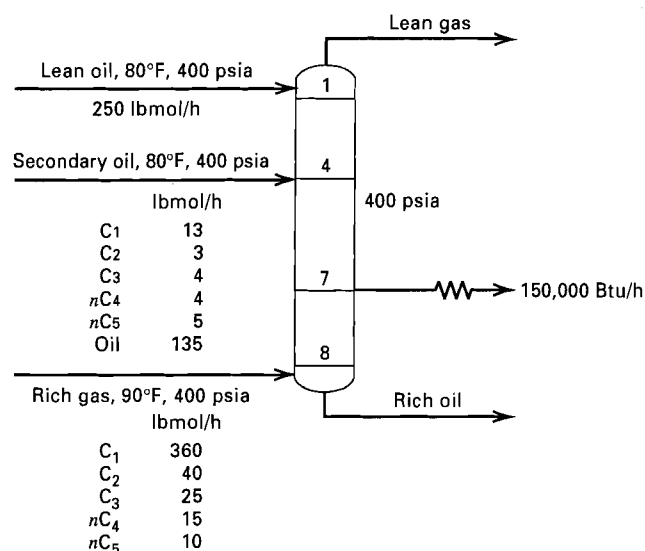 Lean gas
Lean oil, 80°F, 400 psia
1
250 lbmol/h
Secondary oil, 80°F, 400 psia
4
lbmol/h
400 psia
C1 13
C2 3
C3 4
nC4 4
nC5 5
Oil 135
7
150,000 Btu/h
8
Rich gas, 90°F, 400 psia
Rich oil
lbmol/h
C₁ 360
C₂ 40
C₃ 25
nC₄ 15
nC₅ 10